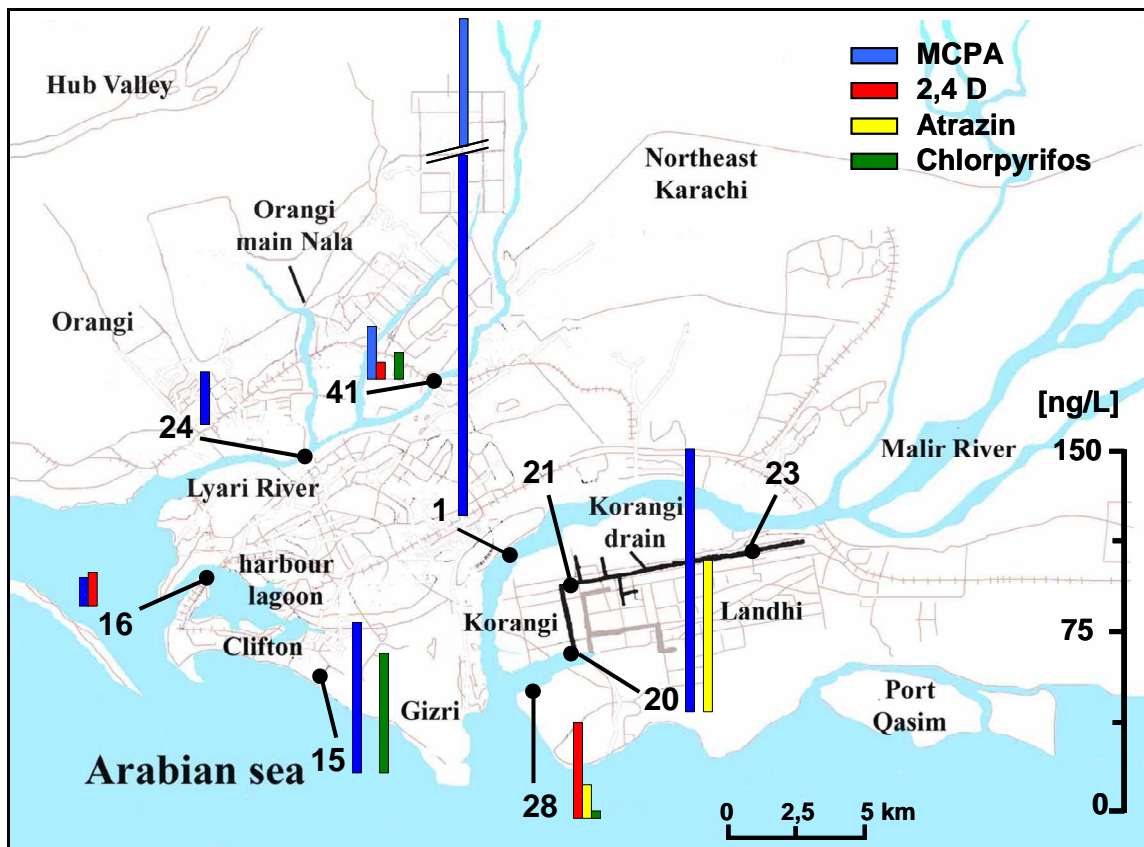 Hub Valley
MCPA
2,4 D
Atrazin
Chlorpyrifos
Northeast
Karachi
Orangi
main Nala
Orangi
41
24
[ng/L]
150
Malir River
21
23
Lyari River
1
Korangi
drain
harbour
lagoon
16
Korangi
Landhi
75
Clifton
20
Port
Qasim
Gizri
15
Arabian sea
28
0
0
2,5
5 km